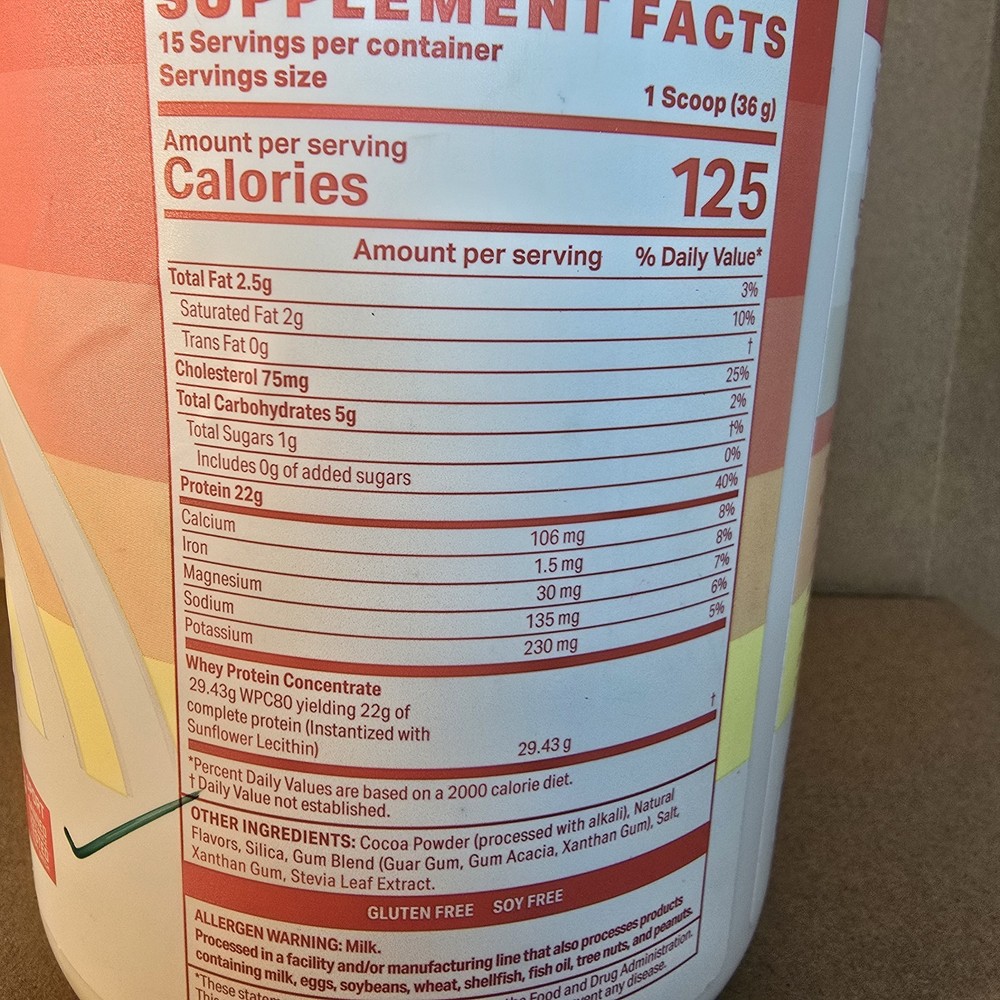 SUPPLEMENT FACTS
15 Servings per container
Servings size 1 Scoop (36 g)
Amount per serving
Calories 125
Amount per serving % Daily Value*
Total Fat 2.5g 3%
Saturated Fat 2g 10%
Trans Fat 0g †
Cholesterol 75mg 25%
Total Carbohydrates 5g 2%
Total Sugars 1g †%
Includes 0g of added sugars 0%
Protein 22g 40%
Calcium 106 mg 8%
Iron 1.5 mg 8%
Magnesium 30 mg 7%
Sodium 135 mg 6%
Potassium 230 mg 5%
Whey Protein Concentrate
29.43g WPC80 yielding 22g of
complete protein (Instantized with
Sunflower Lecithin) 29.43 g †
*Percent Daily Values are based on a 2000 calorie diet.
† Daily Value not established.
OTHER INGREDIENTS: Cocoa Powder (processed with alkali), Natural
Flavors, Silica, Gum Blend (Guar Gum, Gum Acacia, Xanthan Gum), Salt,
Xanthan Gum, Stevia Leaf Extract.
GLUTEN FREE SOY FREE
ALLERGEN WARNING: Milk.
Processed in a facility and/or manufacturing line that also processes products
containing milk, eggs, soybeans, wheat, shellfish, fish oil, tree nuts, and peanuts.
*These Food and Drug Administration.
any disease.